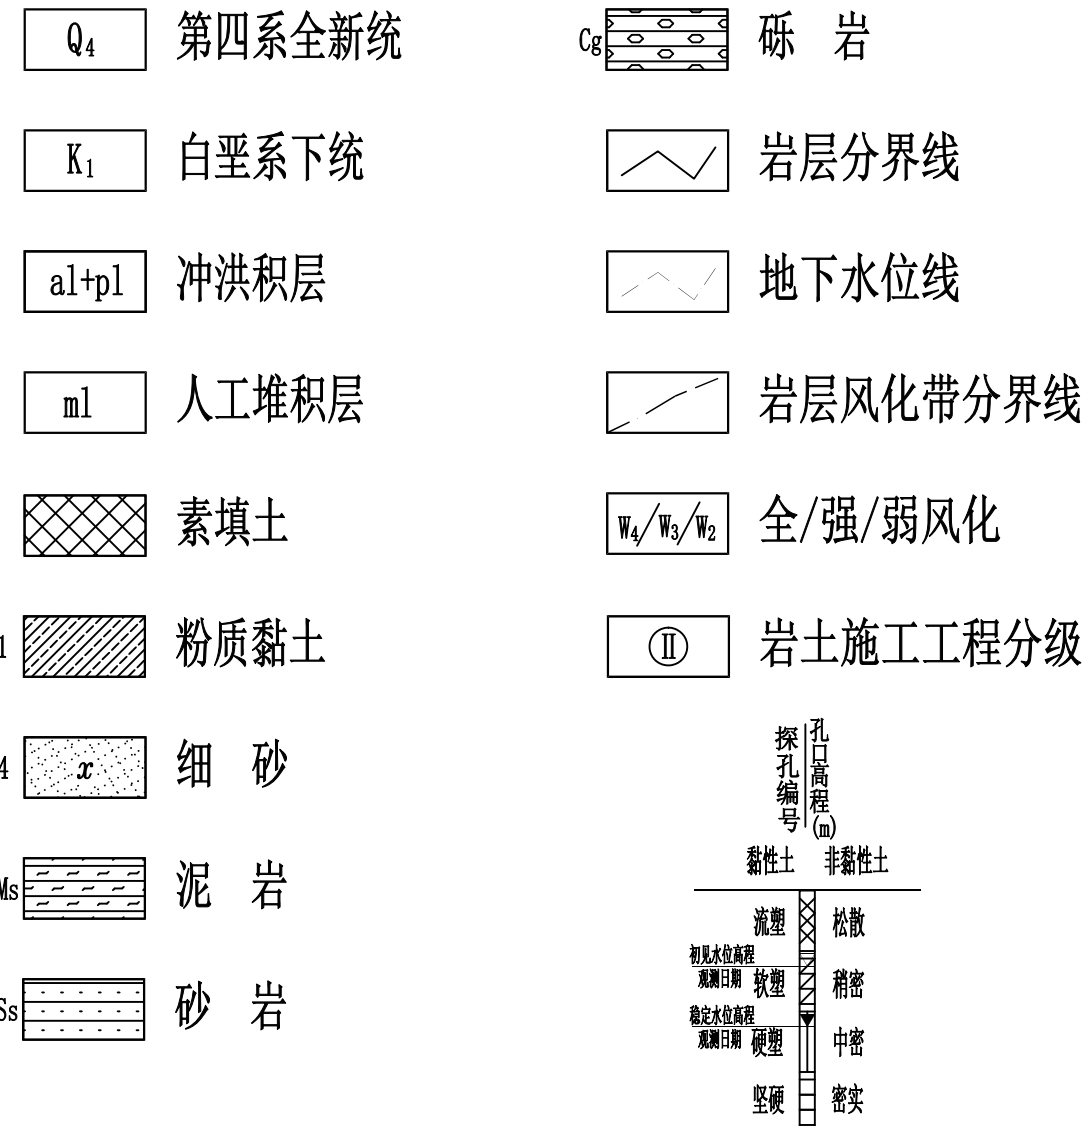 Q4 第四系全新统
K1 白垩系下统
al+pl 冲洪积层
ml 人工堆积层
素填土
1 粉质黏土
4 x 细 砂
Ms 泥 岩
Ss 砂 岩
Cg 砾 岩
岩层分界线
地下水位线
岩层风化带分界线
W4/W3/W2 全/强/弱风化
Ⅱ 岩土施工工程分级
探孔编号
孔口高程(m)
黏性土 非黏性土
流塑 松散
初见水位高程
观测日期 软塑 稍密
稳定水位高程
观测日期 硬塑 中密
坚硬 密实